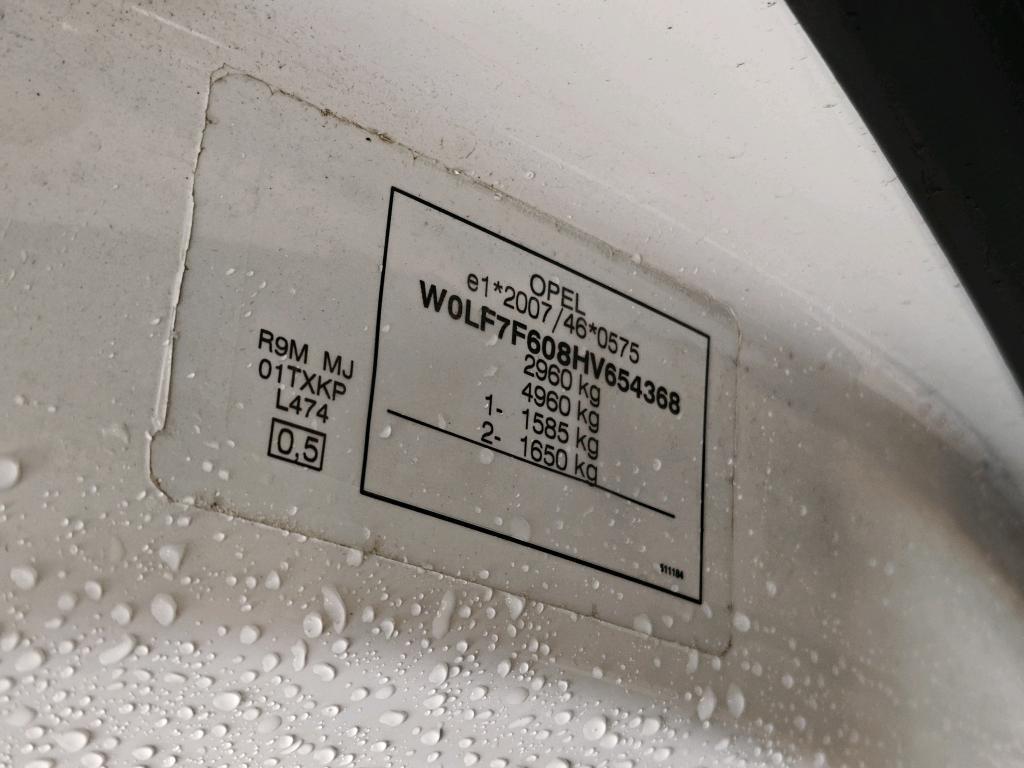 OPEL
e1*2007/46*0575
W0LF7F608HV654368
2960 kg
4960 kg
1- 1585 kg
2- 1650 kg
R9M MJ
01TXKP
L474
0,5
511184